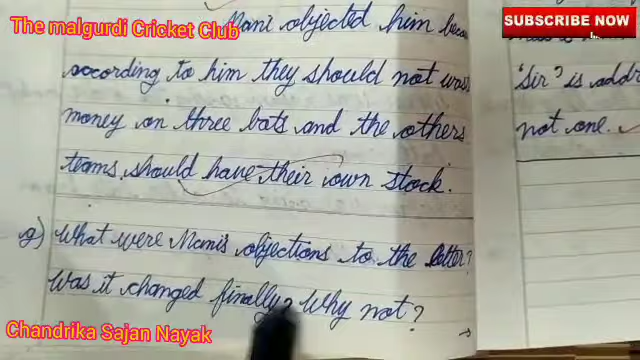 The malgurdi Cricket Club
SUBSCRIBE NOW
Mani objected him
according to him they should not
money on three bats and the others
teams should have their own stock.
g) What were Mani's objections to the letter?
Was it changed finally? Why not?
"Sir" is
not one.
Chandrika Sajan Nayak